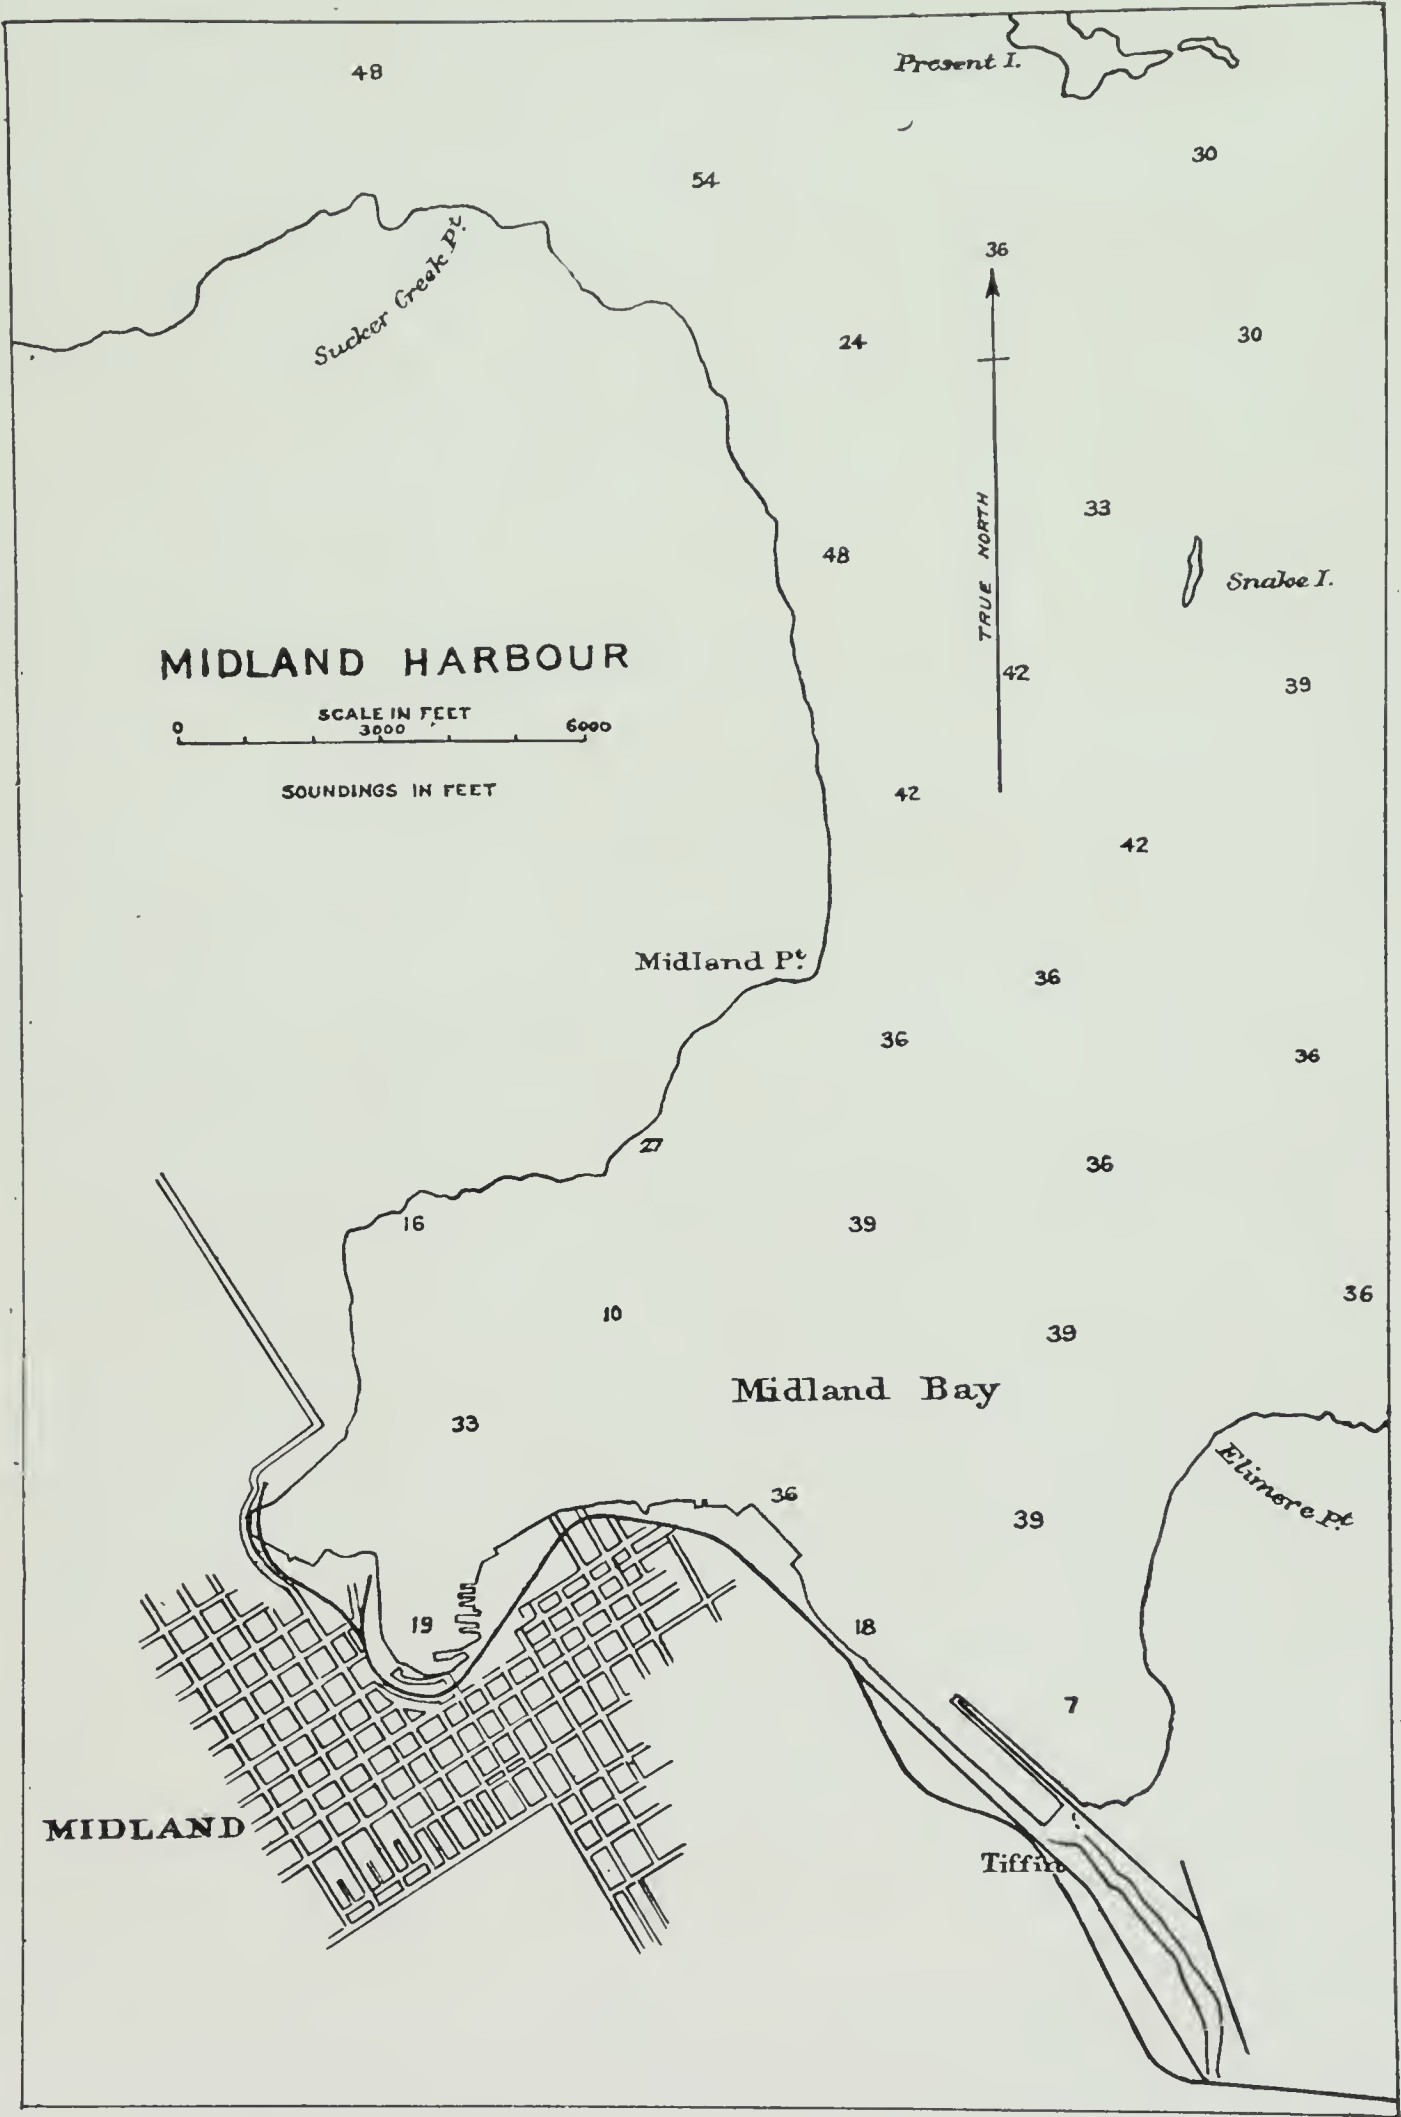 48
Present I.
30
54
Sucker Creek Pt.
36
24
30
TRUE NORTH
33
48
Snake I.
MIDLAND HARBOUR
42
39
SCALE IN FEET
0 3000 6000
SOUNDINGS IN FEET
42
42
Midland Pt.
36
36
36
27
36
16
39
36
10
39
Midland Bay
33
Elimere Pt.
36
39
19
18
7
MIDLAND
Tiffin